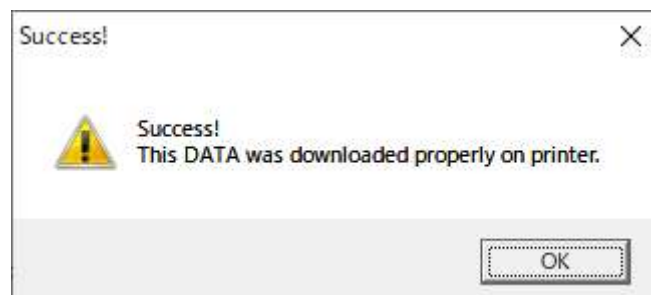 Success!
Success!
This DATA was downloaded properly on printer.
OK